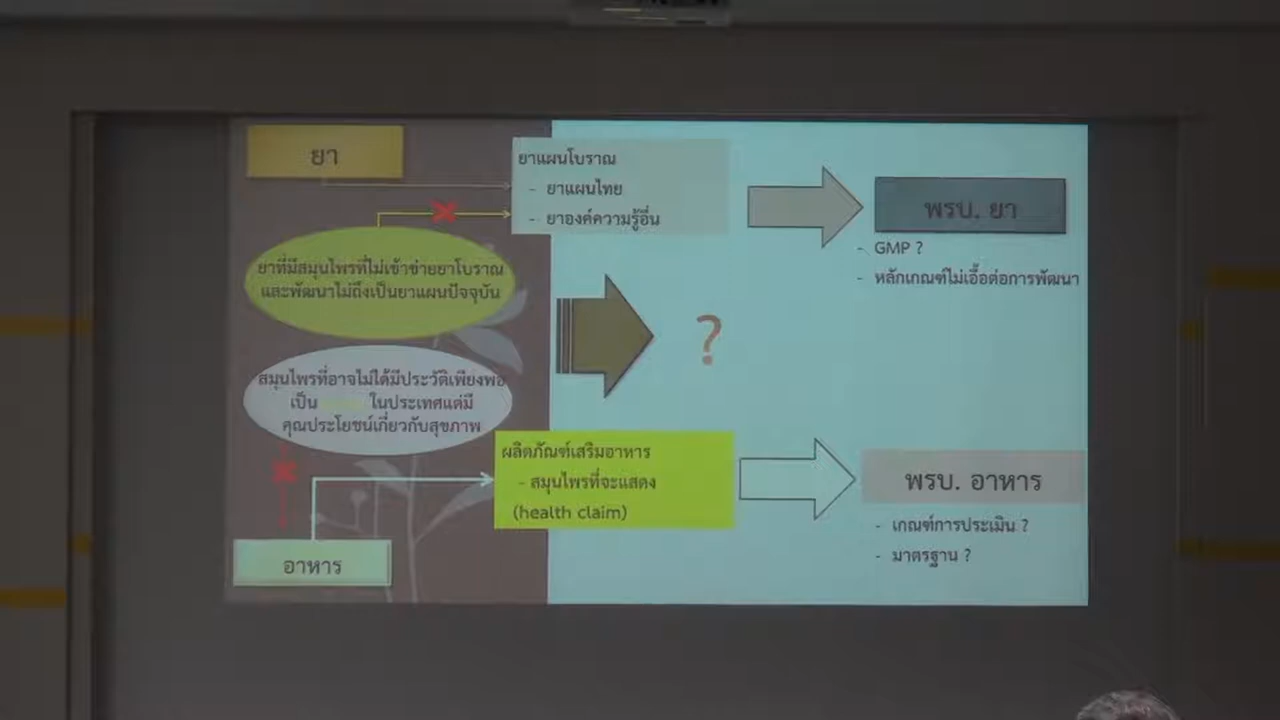 ยา
ยาแผนโบราณ
- ยาแผนไทย
- ยาองค์ความรู้อื่น
พรบ. ยา
- GMP ?
- หลักเกณฑ์ไม่เอื้อต่อการพัฒนา
ยาที่มีสมุนไพรที่ไม่เข้าข่ายยาโบราณ
และพัฒนาไม่ถึงเป็นยาแผนปัจจุบัน
?
สมุนไพรที่อาจไม่ได้มีประวัติเพียงพอ
เป็น ในประเทศแต่มี
คุณประโยชน์เกี่ยวกับสุขภาพ
ผลิตภัณฑ์เสริมอาหาร
- สมุนไพรที่จะแสดง
(health claim)
พรบ. อาหาร
- เกณฑ์การประเมิน ?
- มาตรฐาน ?
อาหาร